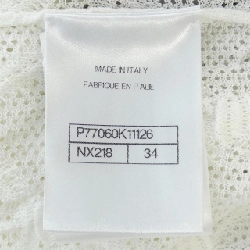 MADE IN ITALY
FABRIQUE EN ITALIE
P77060K11126
NX218 34